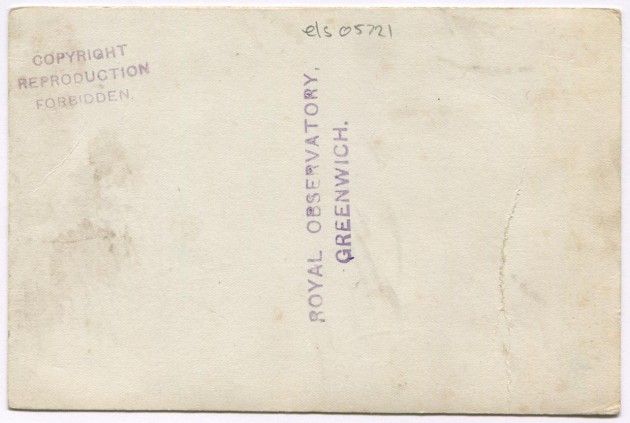 els 05721
COPYRIGHT
REPRODUCTION
FORBIDDEN.
ROYAL OBSERVATORY,
GREENWICH.